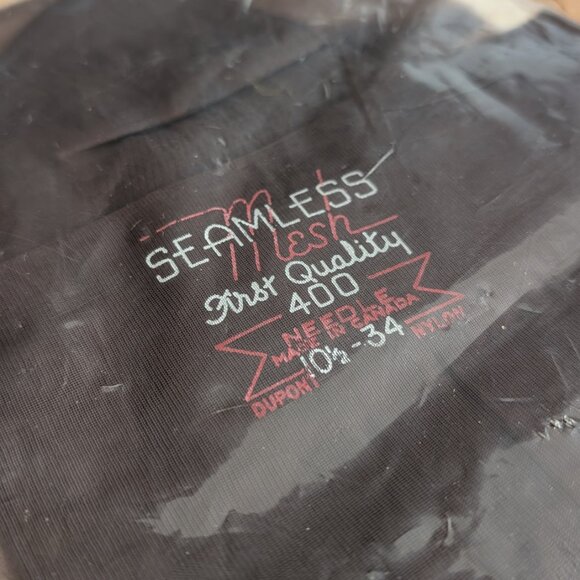 SEAMLESS
Mesh
First Quality
400
NEEDLE
MADE IN CANADA
10½-34
DUPONT NYLON